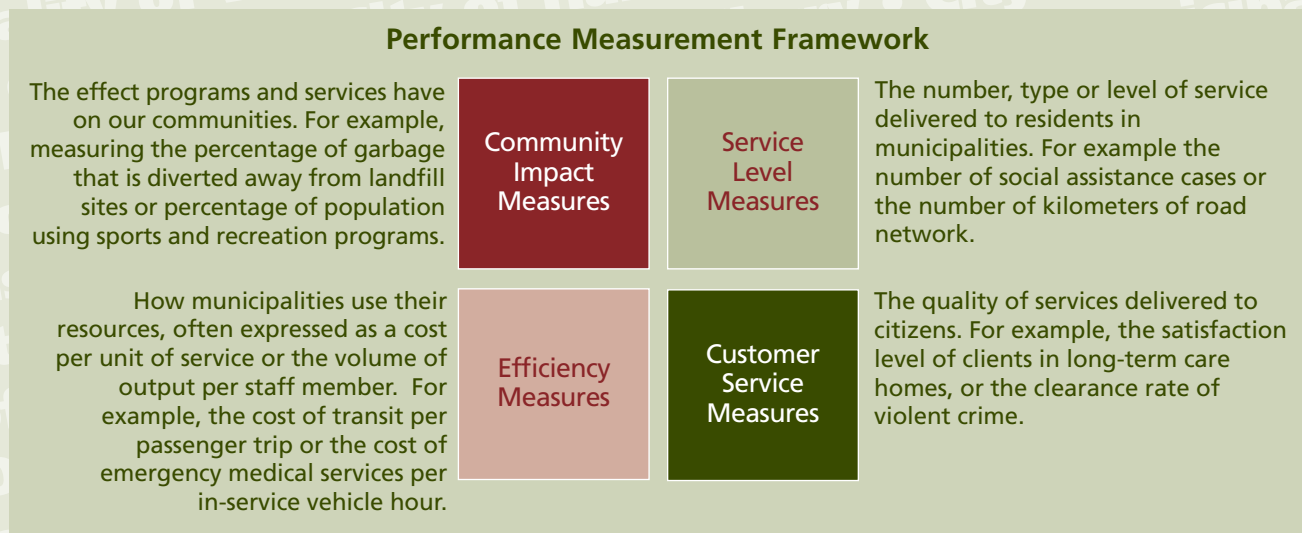 Performance Measurement Framework
The effect programs and services have
on our communities. For example,
measuring the percentage of garbage
that is diverted away from landfill
sites or percentage of population
using sports and recreation programs.
Community
Impact
Measures
Service
Level
Measures
The number, type or level of service
delivered to residents in
municipalities. For example the
number of social assistance cases or
the number of kilometers of road
network.
How municipalities use their
resources, often expressed as a cost
per unit of service or the volume of
output per staff member.  For
example, the cost of transit per
passenger trip or the cost of
emergency medical services per
in-service vehicle hour.
Efficiency
Measures
Customer
Service
Measures
The quality of services delivered to
citizens. For example, the satisfaction
level of clients in long-term care
homes, or the clearance rate of
violent crime.